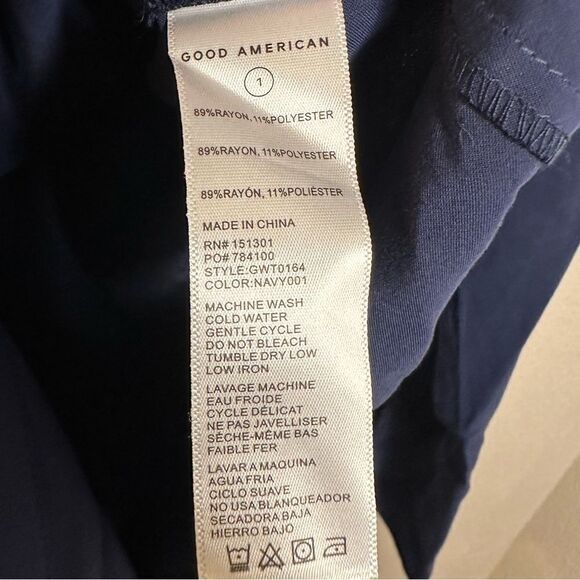 GOOD AMERICAN
1
89%RAYON, 11%POLYESTER
89%RAYON, 11%POLYESTER
89%RAYÓN, 11%POLIÉSTER
MADE IN CHINA
RN# 151301
PO# 784100
STYLE:GWT0164
COLOR:NAVY001
MACHINE WASH
COLD WATER
GENTLE CYCLE
DO NOT BLEACH
TUMBLE DRY LOW
LOW IRON
LAVAGE MACHINE
EAU FROIDE
CYCLE DÉLICAT
NE PAS JAVELLISER
SÈCHE-MÊME BAS
FAIBLE FER
LAVAR A MAQUINA
AGUA FRIA
CICLO SUAVE
NO USA BLANQUEADOR
SECADORA BAJA
HIERRO BAJO